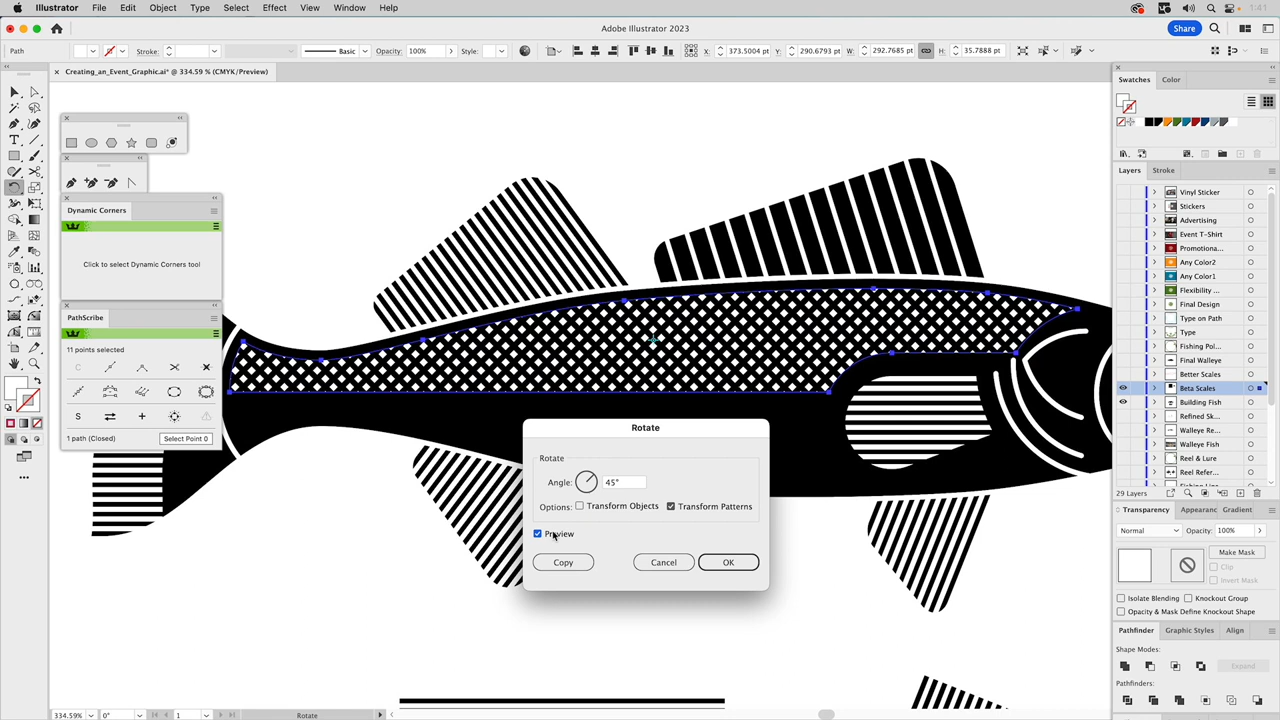 Illustrator File Edit Object Type Select Effect View Window Help 1:41
Adobe Illustrator 2023
Share
Path Stroke: Basic Opacity: 100% Style: X: 373.5004 pt Y: 290.6793 pt W: 292.7685 pt H: 35.7888 pt
Creating_an_Event_Graphic.ai* @ 334.59 % (CMYK/Preview)
Dynamic Corners
Click to select Dynamic Corners tool
PathScribe
11 points selected
1 path (Closed) Select Point 0
Rotate
Rotate
Angle: 45°
Options: Transform Objects Transform Patterns
Preview
Copy Cancel OK
Swatches Color
Layers Stroke
Vinyl Sticker
Stickers
Advertising
Event T-Shirt
Promotiona...
Any Color2
Any Color1
Flexibility ...
Final Design
Type on Path
Type
Fishing Pol...
Final Walleye
Better Scales
Beta Scales
Building Fish
Refined Sk...
Walleye Re...
Walleye Fish
Reel & Lure
Reel Refer...
29 Layers
Transparency Appearanc Gradient
Normal Opacity: 100%
Make Mask
Clip
Invert Mask
Isolate Blending Knockout Group
Opacity & Mask Define Knockout Shape
Pathfinder Graphic Styles Align
Shape Modes:
Expand
Pathfinders:
334.59% 0° 1 Rotate